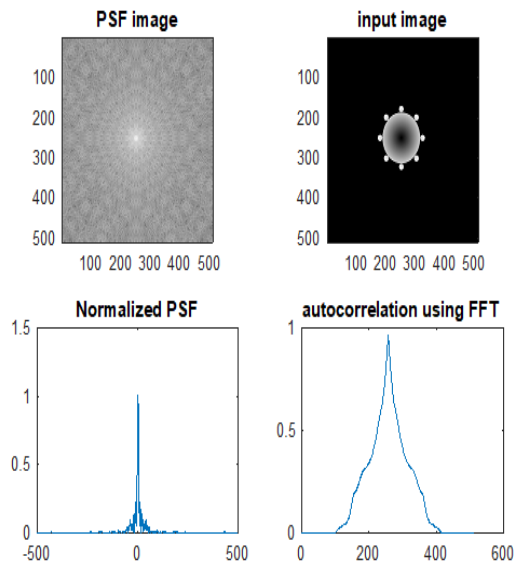 PSF image
100
200
300
400
500
100 200 300 400 500
input image
100
200
300
400
500
100 200 300 400 500
Normalized PSF
1.5
1
0.5
0
-500 0 500
autocorrelation using FFT
1
0.5
0
0 200 400 600